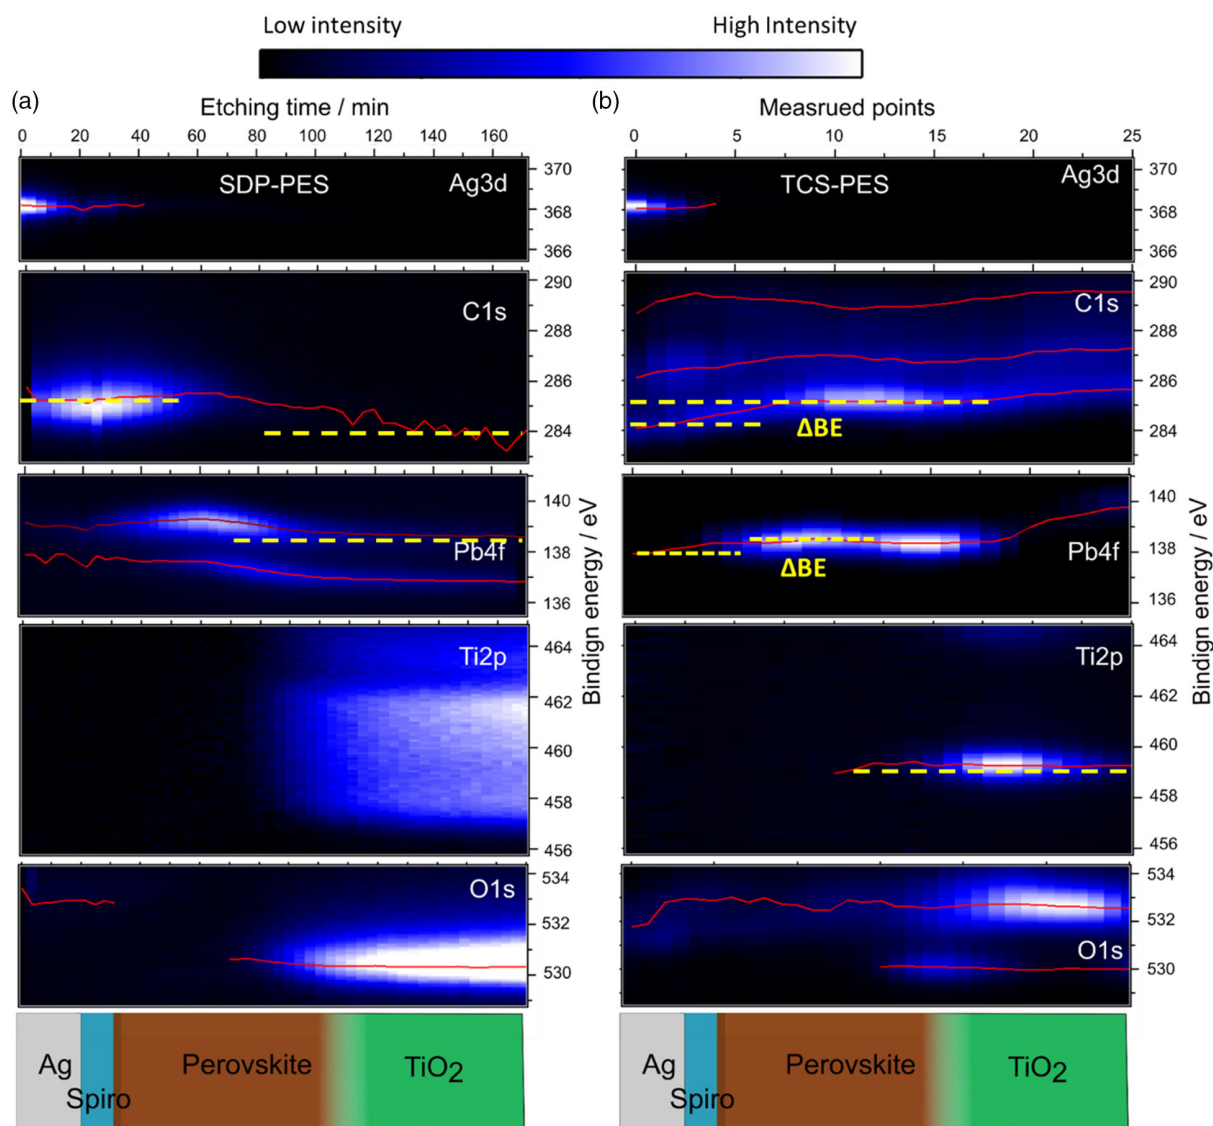 Low intensity High Intensity
(a) Etching time / min (b) Measrued points
0 20 40 60 80 100 120 140 160 0 5 10 15 20 25
SDP-PES Ag3d 370 368 366 TCS-PES Ag3d 370 368 366
C1s 290 288 286 284 C1s ΔBE 290 288 286 284
Pb4f 140 138 136 Pb4f ΔBE 140 138 136
Bindign energy / eV Bindign energy / eV
Ti2p 464 462 460 458 456 Ti2p 464 462 460 458 456
O1s 534 532 530 O1s 534 532 530
Ag Spiro Perovskite TiO2 Ag Spiro Perovskite TiO2